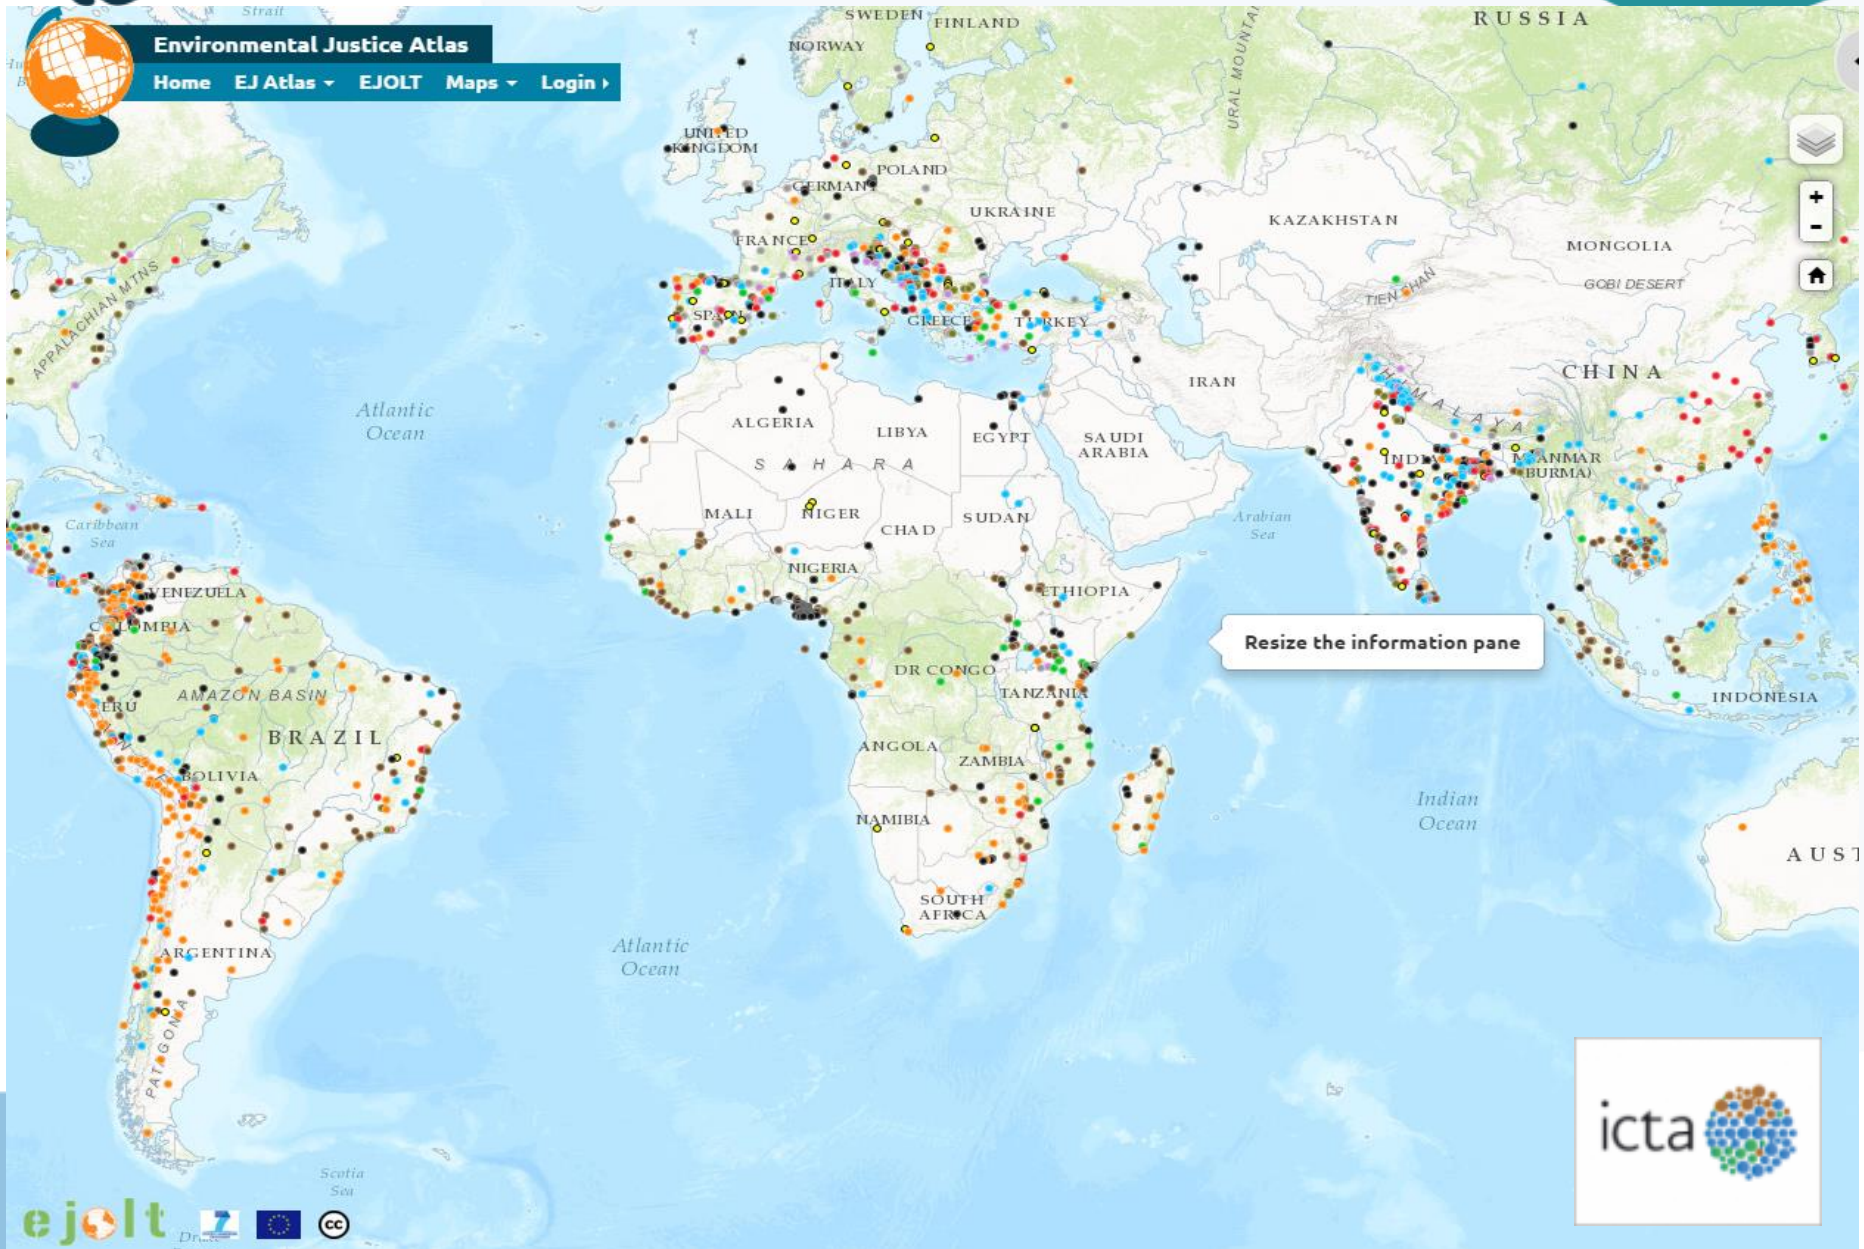 Strait
SWEDEN
FINLAND
RUSSIA
Environmental Justice Atlas
NORWAY
Home EJ Atlas EJOLT Maps Login
URAL MOUNTAI
UNITED
KINGDOM
POLAND
GERMANY
UKRAINE
KAZAKHSTAN
FRANCE
MONGOLIA
APPALACHIAN MTNS
ITALY
TIEN SHAN
GOBI DESERT
SPAIN
GREECE
TURKEY
IRAN
CHINA
HIMALAYA
Atlantic
Ocean
ALGERIA
LIBYA
EGYPT
SAUDI
ARABIA
SAHARA
INDIA
MYANMAR
(BURMA)
MALI
NIGER
CHAD
SUDAN
Arabian
Sea
Caribbean
Sea
NIGERIA
VENEZUELA
ETHIOPIA
COLOMBIA
Resize the information pane
DR CONGO
AMAZON BASIN
TANZANIA
INDONESIA
PERU
BRAZIL
ANGOLA
BOLIVIA
ZAMBIA
Indian
Ocean
NAMIBIA
AUST
SOUTH
AFRICA
Atlantic
Ocean
ARGENTINA
PATAGONIA
icta
Scotia
Sea
ejolt
7
cc